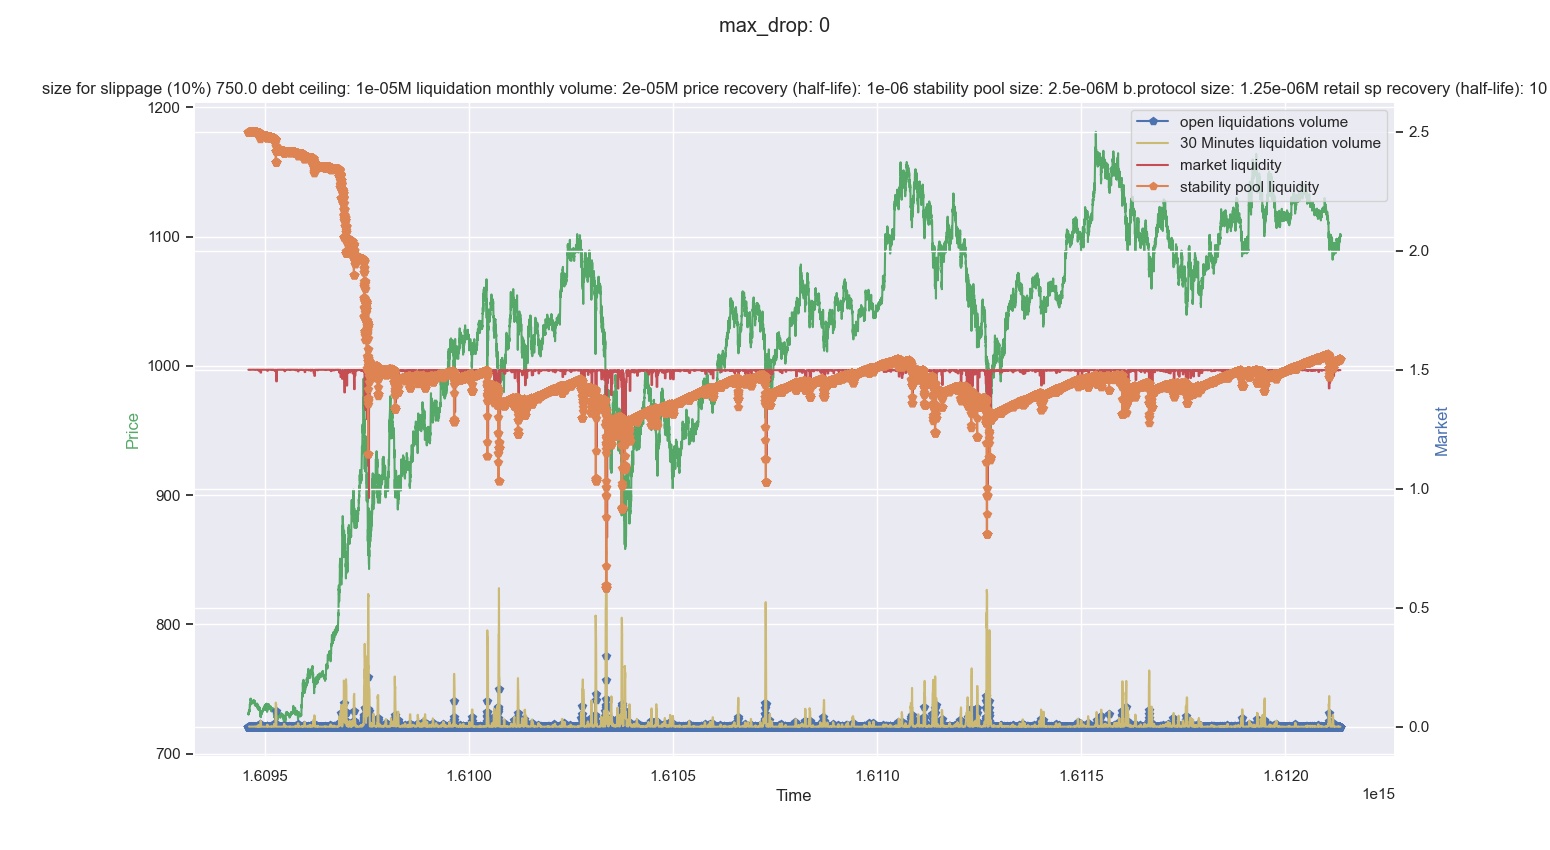 max_drop: 0
size for slippage (10%) 750.0 debt ceiling: 1e-05M liquidation monthly volume: 2e-05M price recovery (half-life): 1e-06 stability pool size: 2.5e-06M b.protocol size: 1.25e-06M retail sp recovery (half-life): 10
open liquidations volume
30 Minutes liquidation volume
market liquidity
stability pool liquidity
1200
1100
1000
900
800
700
Price
2.5
2.0
1.5
1.0
0.5
0.0
Market
1.6095 1.6100 1.6105 1.6110 1.6115 1.6120
Time
1e15